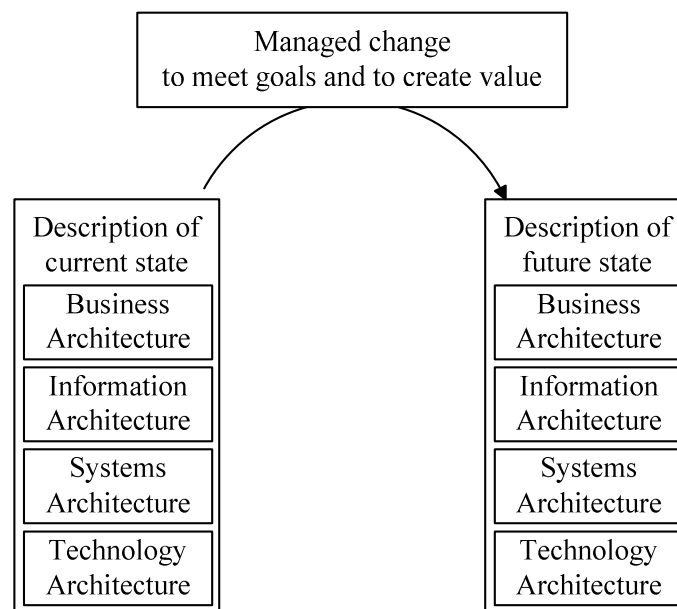 Managed change
to meet goals and to create value
Description of
current state
Business
Architecture
Information
Architecture
Systems
Architecture
Technology
Architecture
Description of
future state
Business
Architecture
Information
Architecture
Systems
Architecture
Technology
Architecture